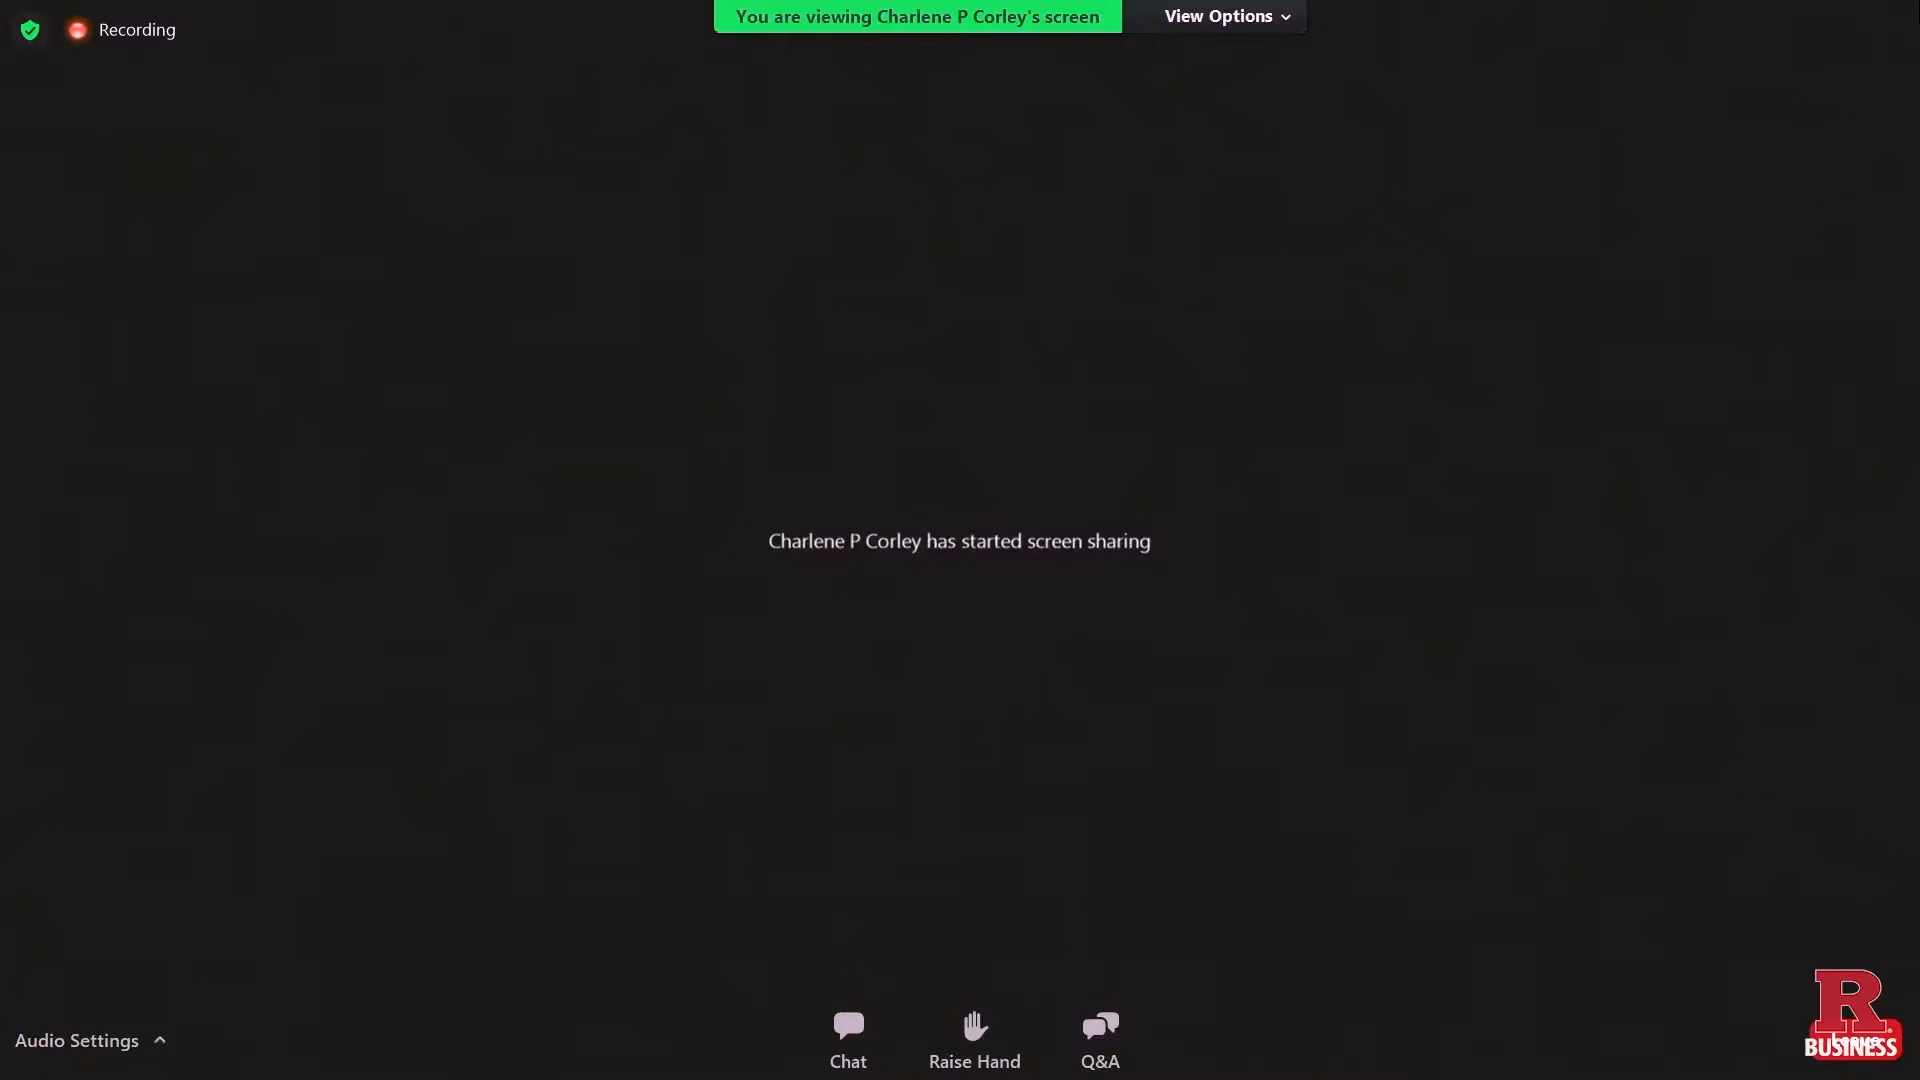 Recording
You are viewing Charlene P Corley's screen
View Options
Charlene P Corley has started screen sharing
Audio Settings
Chat
Raise Hand
Q&A
R
BUSINESS